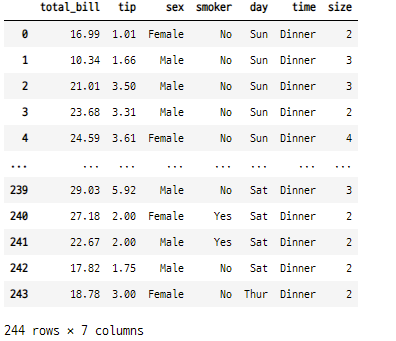 total_bill tip sex smoker day time size
0 16.99 1.01 Female No Sun Dinner 2
1 10.34 1.66 Male No Sun Dinner 3
2 21.01 3.50 Male No Sun Dinner 3
3 23.68 3.31 Male No Sun Dinner 2
4 24.59 3.61 Female No Sun Dinner 4
... ... ... ... ... ... ... ...
239 29.03 5.92 Male No Sat Dinner 3
240 27.18 2.00 Female Yes Sat Dinner 2
241 22.67 2.00 Male Yes Sat Dinner 2
242 17.82 1.75 Male No Sat Dinner 2
243 18.78 3.00 Female No Thur Dinner 2
244 rows × 7 columns